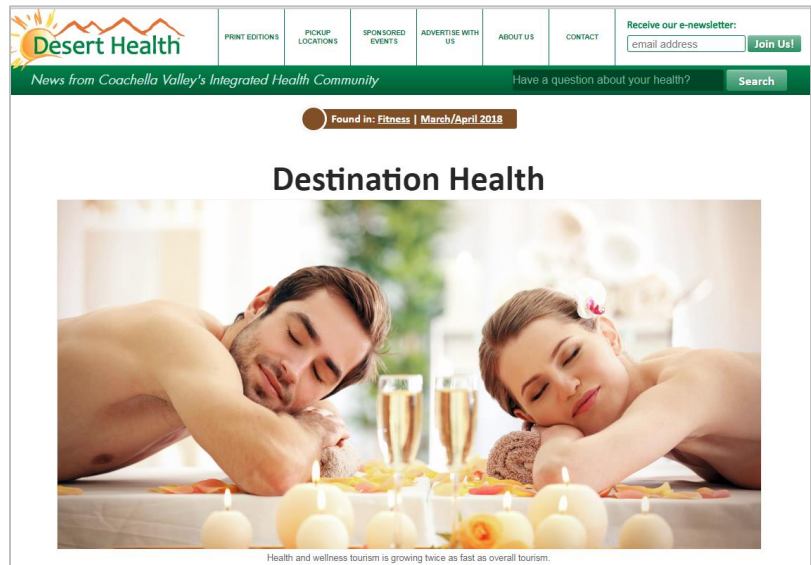 Desert Health
PRINT EDITIONS
PICKUP
LOCATIONS
SPONSORED
EVENTS
ADVERTISE WITH
US
ABOUT US
CONTACT
Receive our e-newsletter:
email address
Join Us!
News from Coachella Valley's Integrated Health Community
Have a question about your health?
Search
Found in: Fitness | March/April 2018
Destination Health
Health and wellness tourism is growing twice as fast as overall tourism.